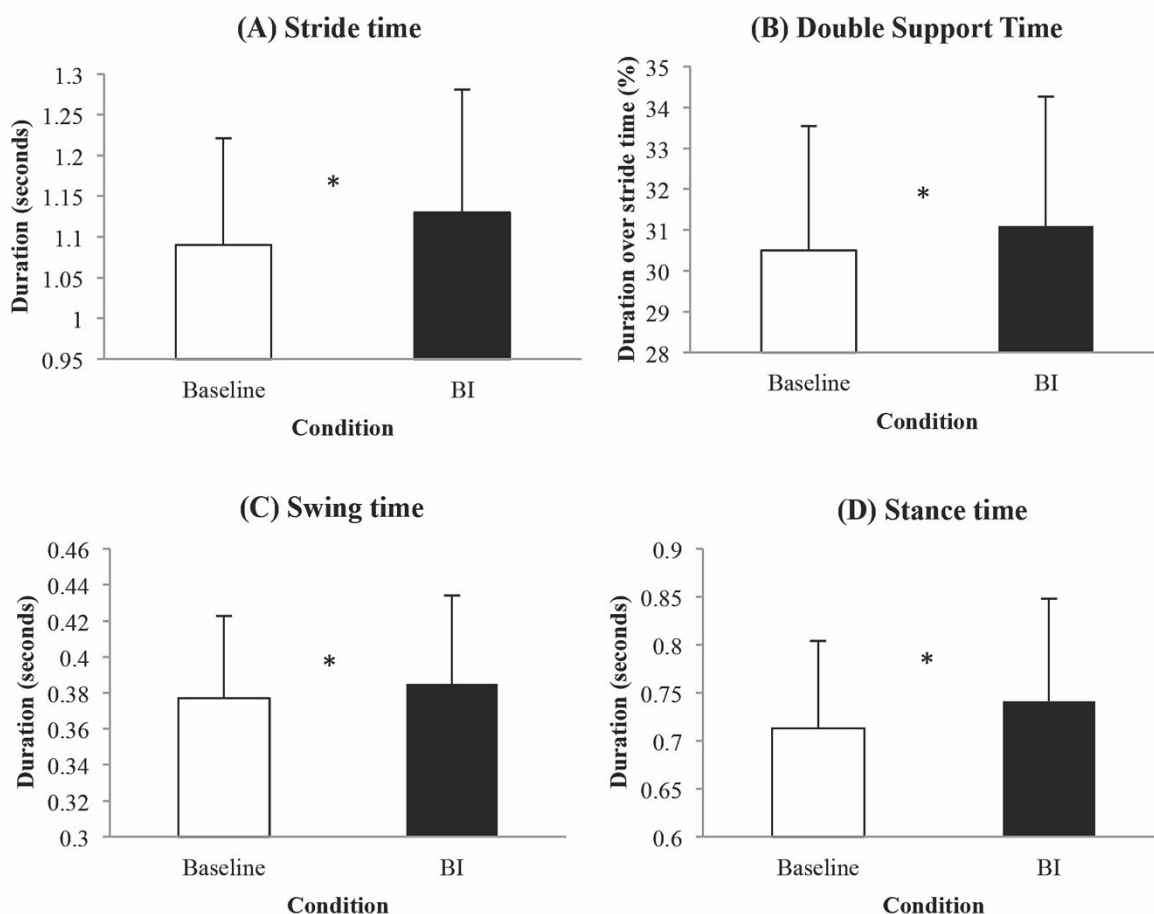 (A) Stride time
Duration (seconds)
1.3
1.25
1.2
1.15
1.1
1.05
1
0.95
*
Baseline BI
Condition
(B) Double Support Time
Duration over stride time (%)
35
34
33
32
31
30
29
28
*
Baseline BI
Condition
(C) Swing time
Duration (seconds)
0.46
0.44
0.42
0.4
0.38
0.36
0.34
0.32
0.3
*
Baseline BI
Condition
(D) Stance time
Duration (seconds)
0.9
0.85
0.8
0.75
0.7
0.65
0.6
*
Baseline BI
Condition